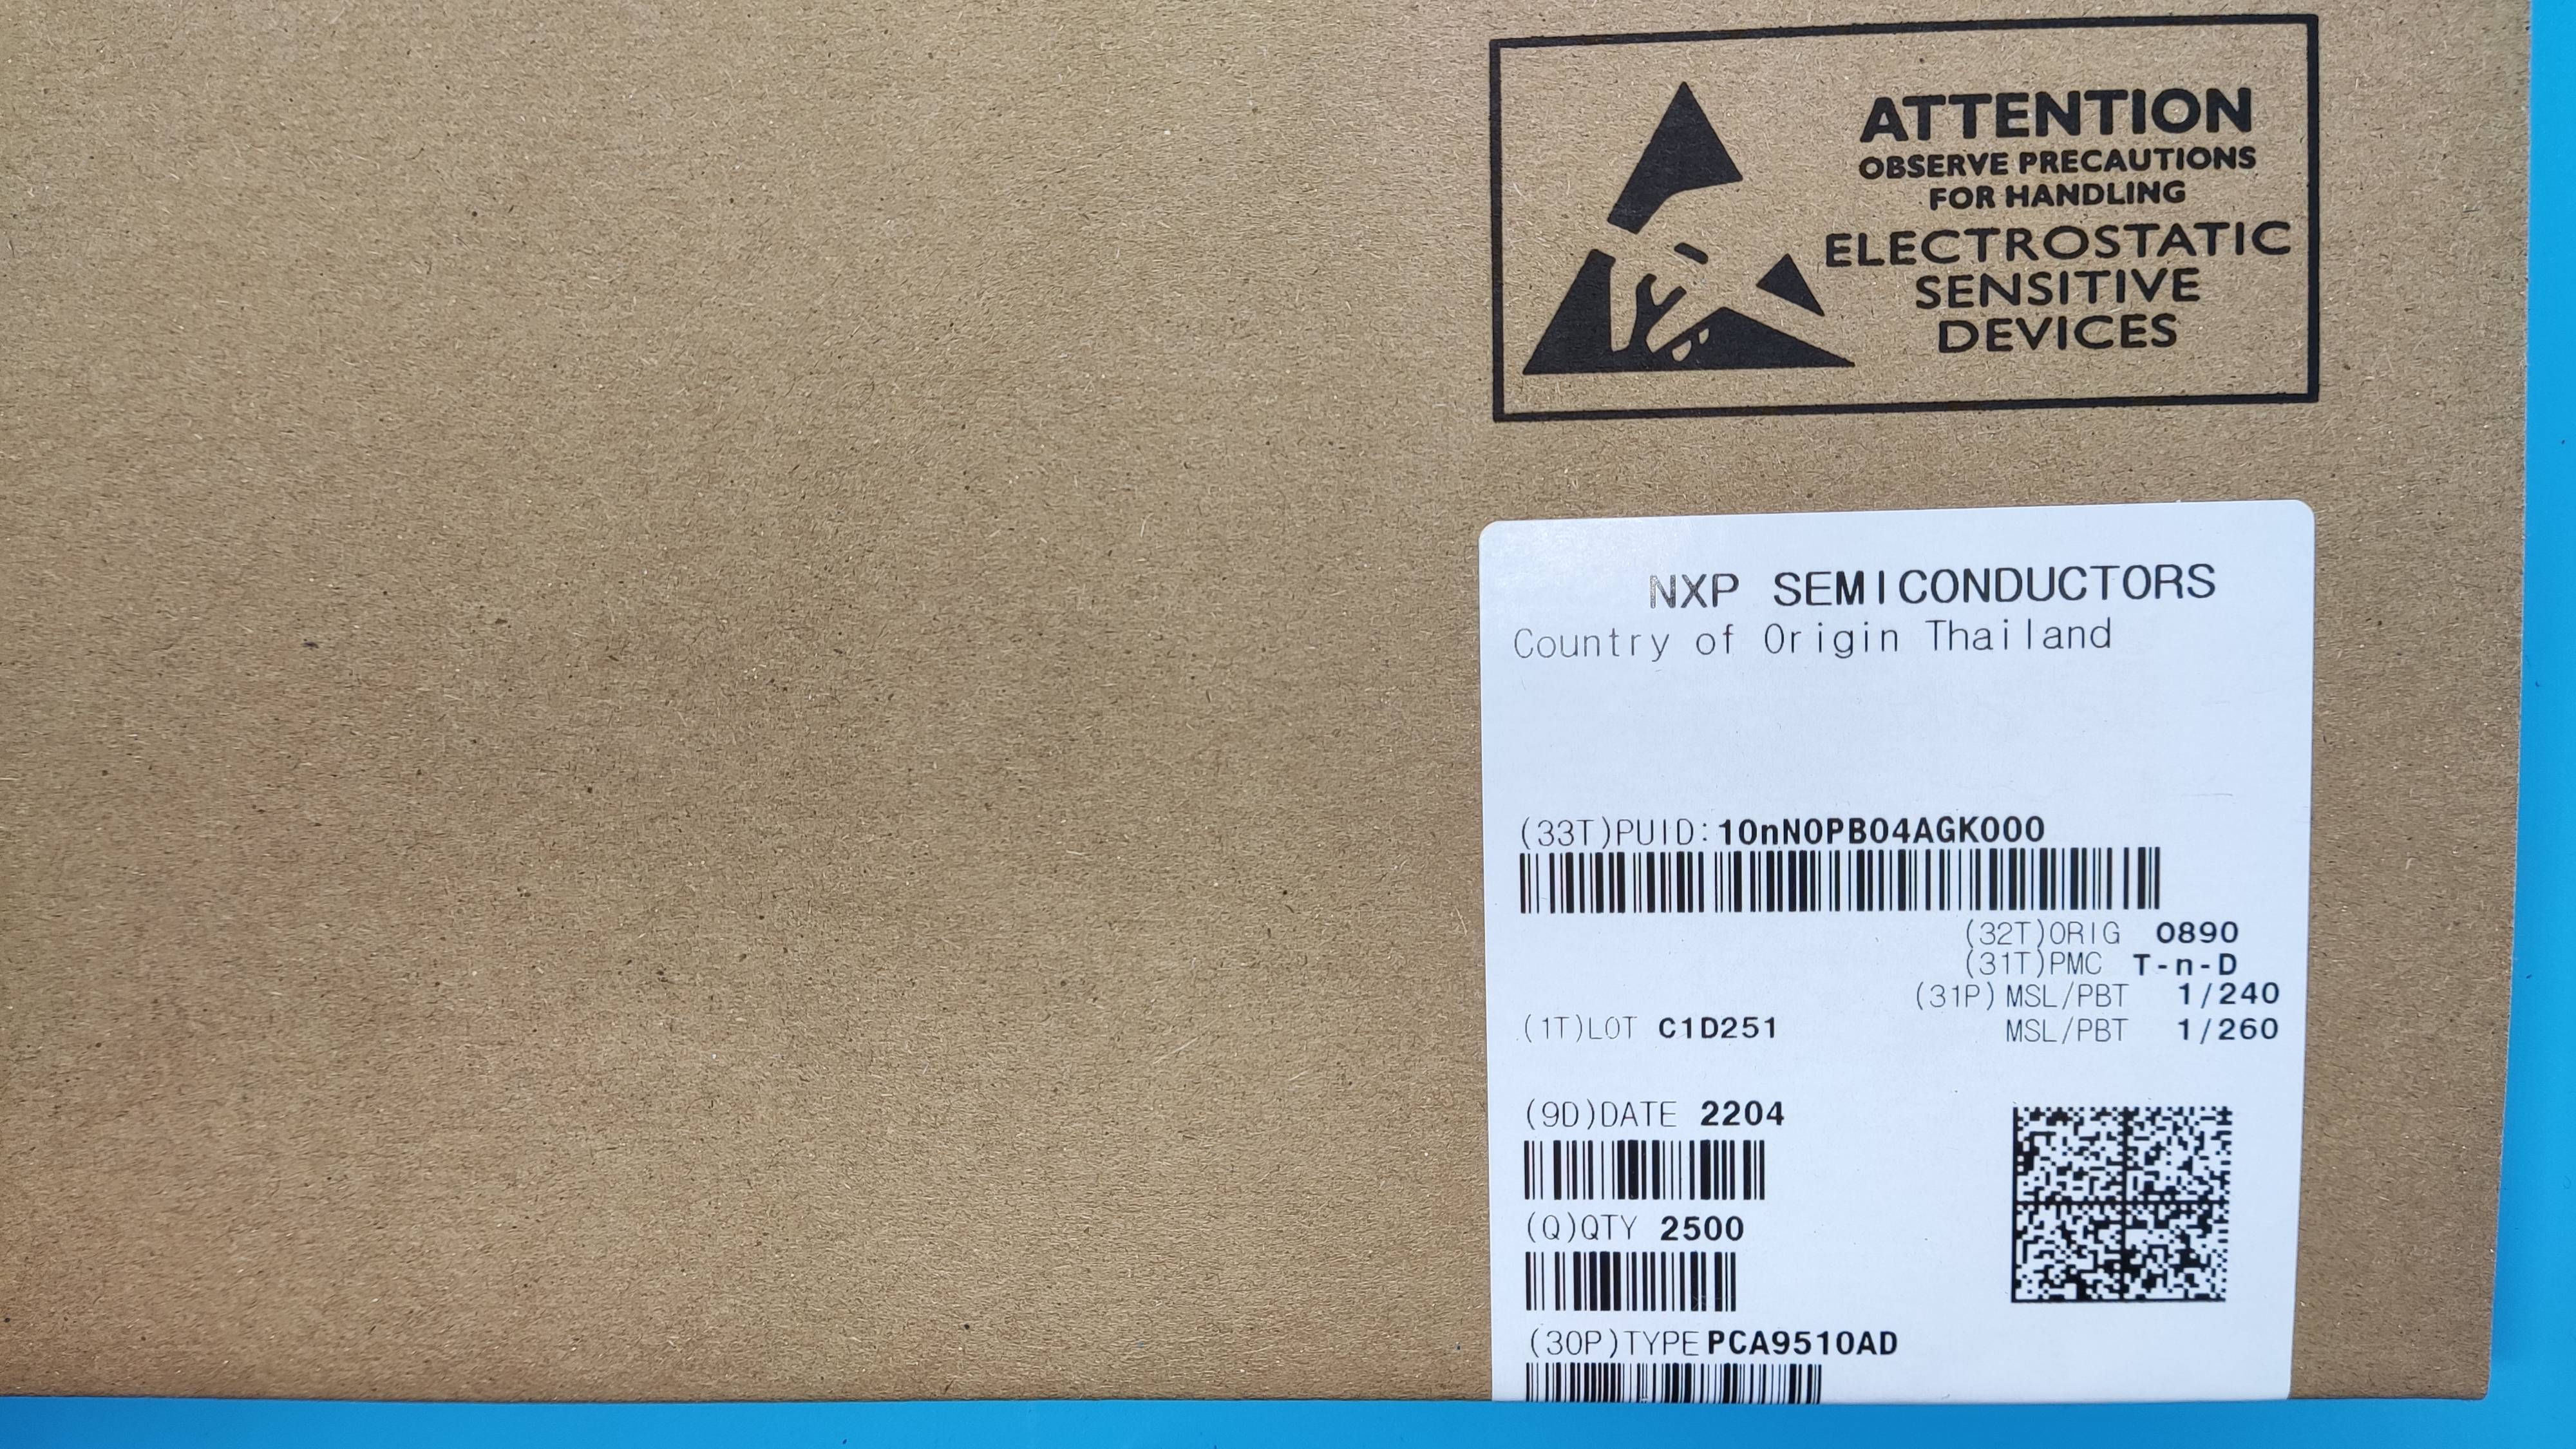 ATTENTION
OBSERVE PRECAUTIONS
FOR HANDLING
ELECTROSTATIC
SENSITIVE
DEVICES
NXP SEMICONDUCTORS
Country of Origin Thailand
(33T)PUID: 10nN0PB04AGK000
(32T)ORIG 0890
(31T)PMC T-n-D
(31P) MSL/PBT 1/240
(1T)LOT C1D251 MSL/PBT 1/260
(9D)DATE 2204
(Q)QTY 2500
(30P)TYPE PCA9510AD